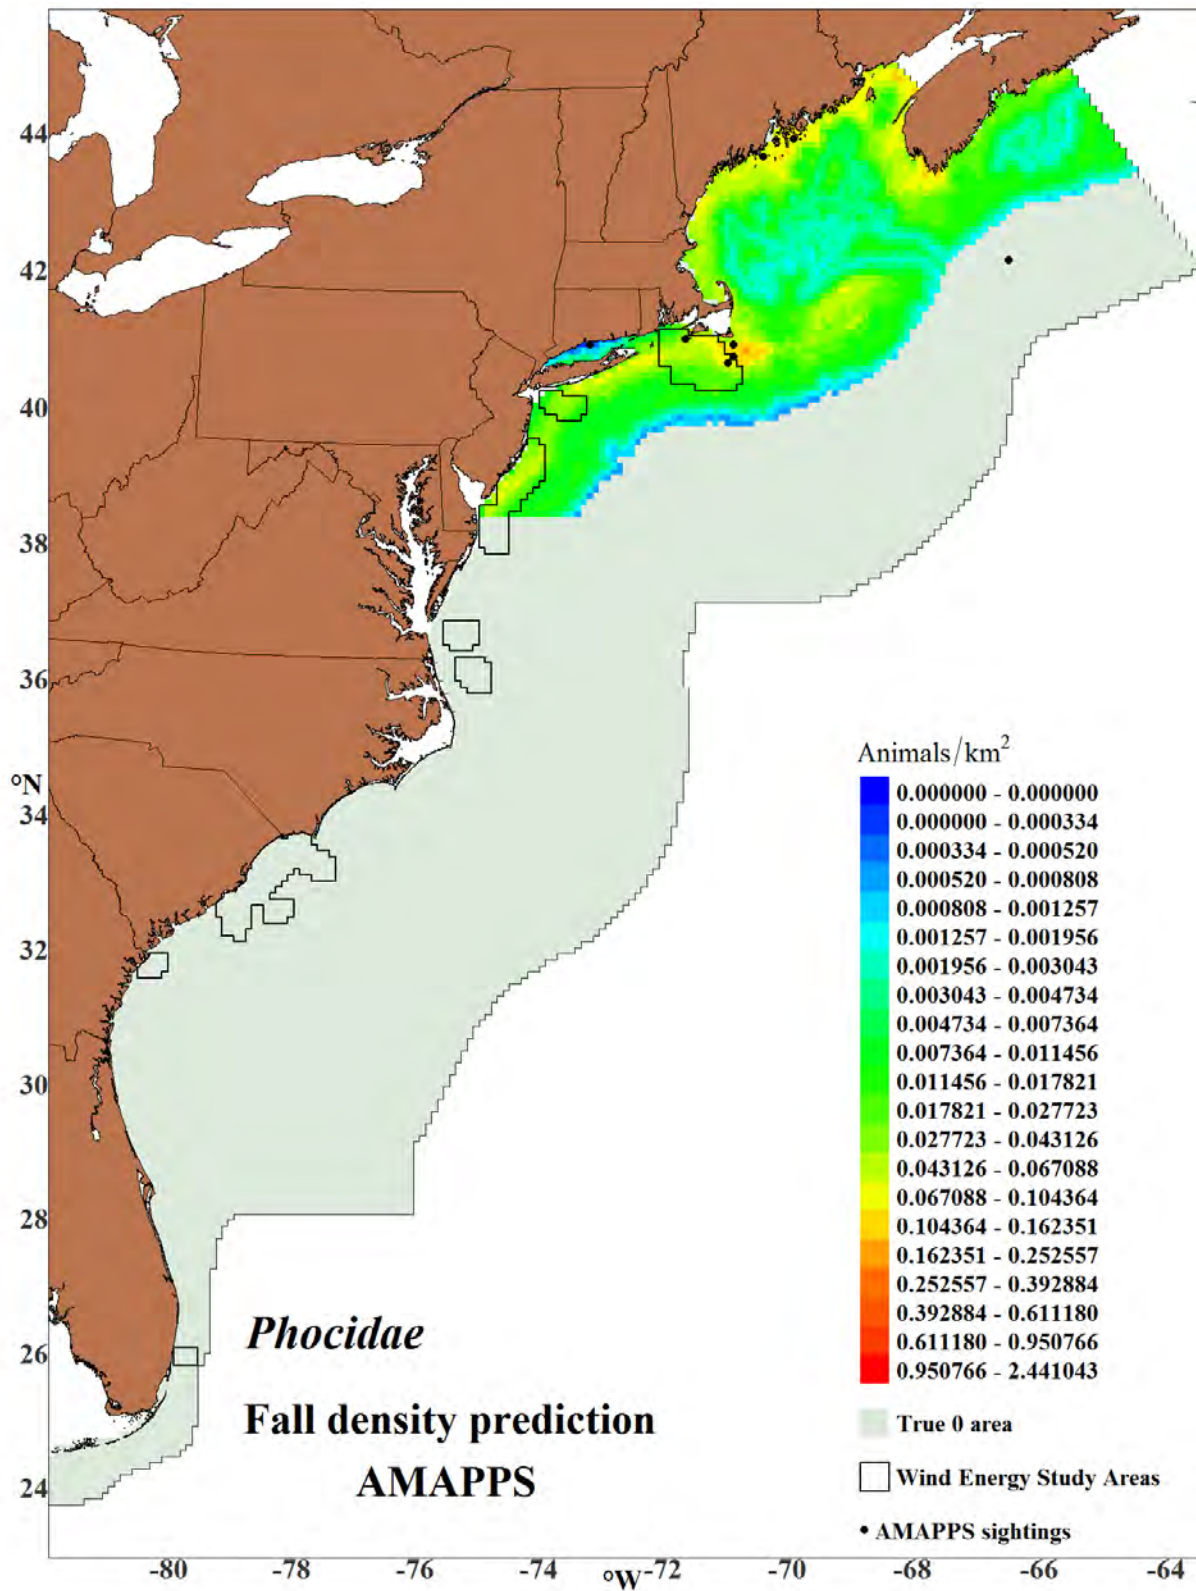 44
42
40
38
36
°N
34
32
30
28
26
24
Animals/km²
0.000000 - 0.000000
0.000000 - 0.000334
0.000334 - 0.000520
0.000520 - 0.000808
0.000808 - 0.001257
0.001257 - 0.001956
0.001956 - 0.003043
0.003043 - 0.004734
0.004734 - 0.007364
0.007364 - 0.011456
0.011456 - 0.017821
0.017821 - 0.027723
0.027723 - 0.043126
0.043126 - 0.067088
0.067088 - 0.104364
0.104364 - 0.162351
0.162351 - 0.252557
0.252557 - 0.392884
0.392884 - 0.611180
0.611180 - 0.950766
0.950766 - 2.441043
True 0 area
Wind Energy Study Areas
AMAPPS sightings
Phocidae
Fall density prediction
AMAPPS
-80 -78 -76 -74 -72 -70 -68 -66 -64
°W